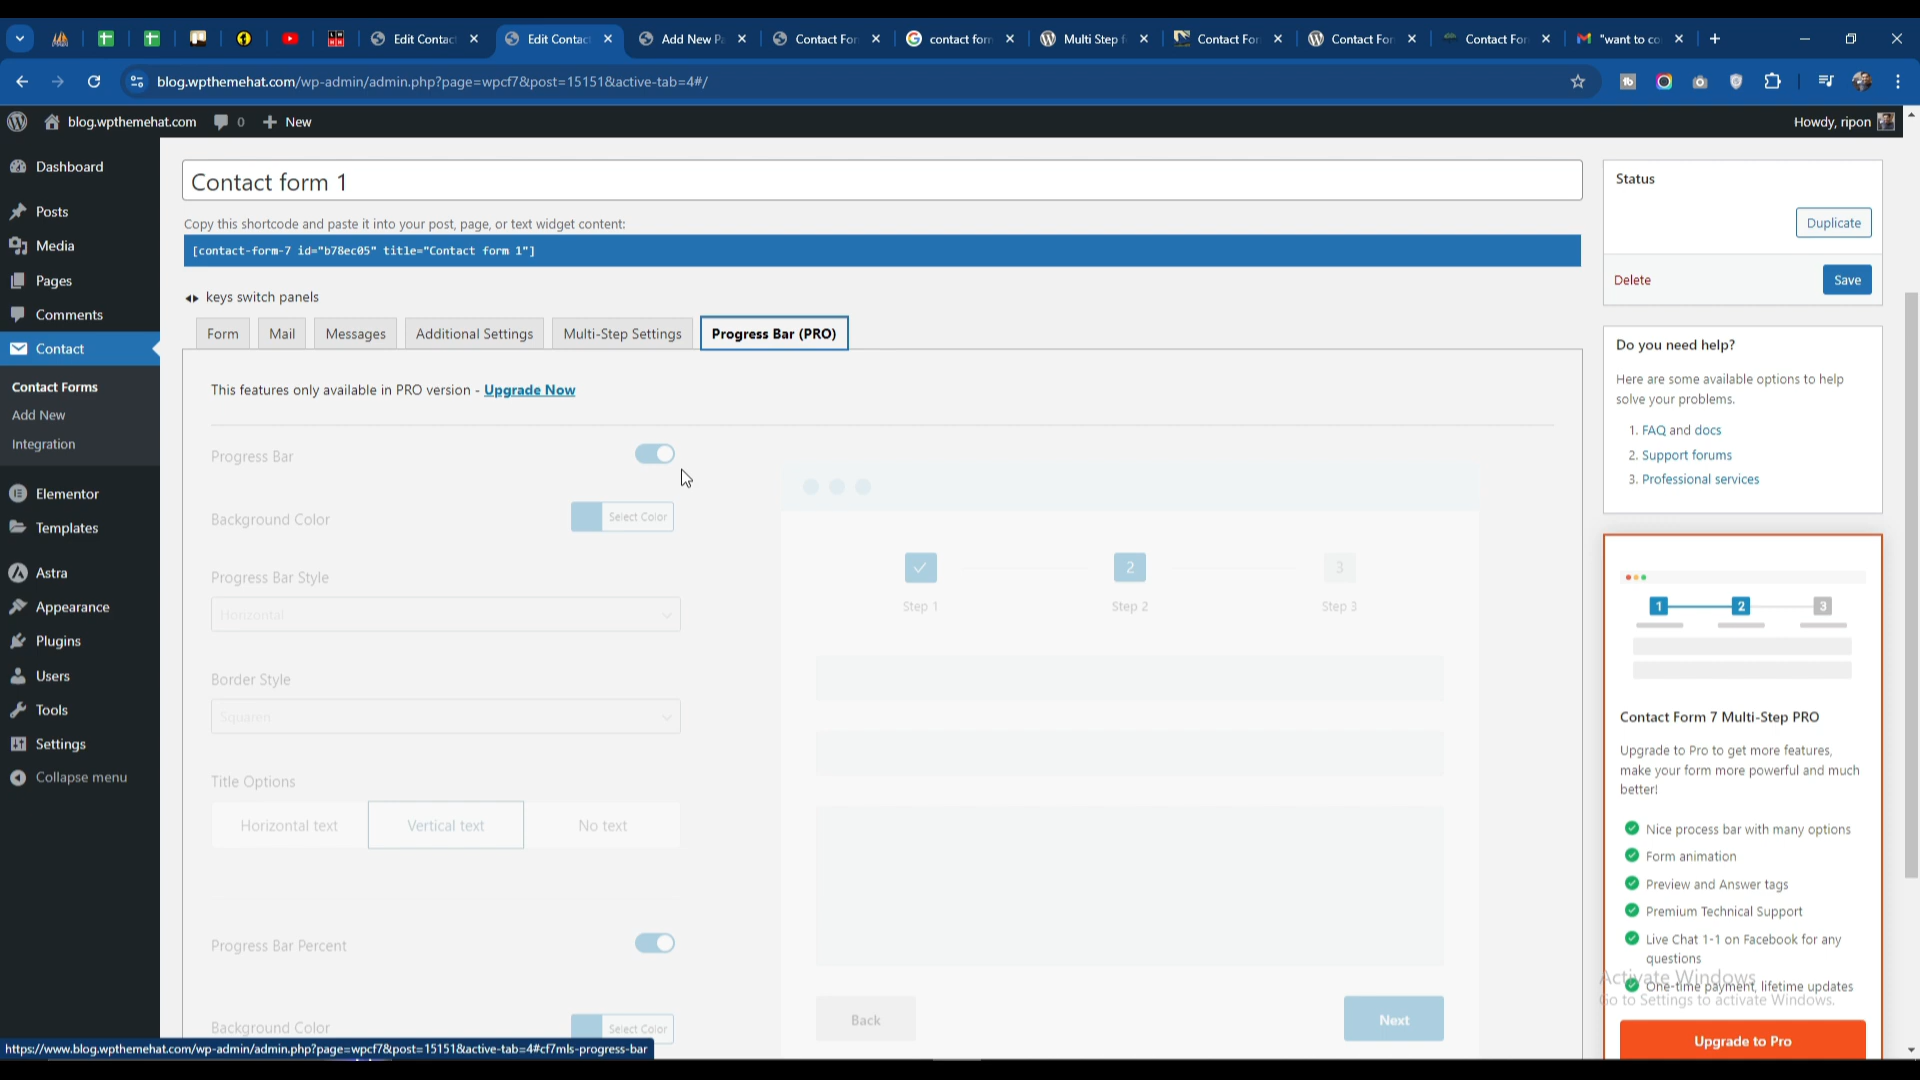 Edit Contac
Edit Contac
Add New P
Contact For
contact form
Multi Step f
Contact For
Contact For
Contact For
"want to co
blog.wpthemehat.com/wp-admin/admin.php?page=wpcf7&post=15151&active-tab=4#/
blog.wpthemehat.com
0
New
Howdy, ripon
Dashboard
Posts
Media
Pages
Comments
Contact
Contact Forms
Add New
Integration
Elementor
Templates
Astra
Appearance
Plugins
Users
Tools
Settings
Collapse menu
Contact form 1
Copy this shortcode and paste it into your post, page, or text widget content:
[contact-form-7 id="b78ec05" title="Contact form 1"]
keys switch panels
Form
Mail
Messages
Additional Settings
Multi-Step Settings
Progress Bar (PRO)
This features only available in PRO version - Upgrade Now
Progress Bar
Background Color
Select Color
Progress Bar Style
Horizontal
Border Style
Squaren
Title Options
Horizontal text
Vertical text
No text
Progress Bar Percent
Background Color
Select Color
2
3
Step 1
Step 2
Step 3
Back
Next
Status
Duplicate
Delete
Save
Do you need help?
Here are some available options to help
solve your problems.
1. FAQ and docs
2. Support forums
3. Professional services
1
2
3
Contact Form 7 Multi-Step PRO
Upgrade to Pro to get more features,
make your form more powerful and much
better!
Nice process bar with many options
Form animation
Preview and Answer tags
Premium Technical Support
Live Chat 1-1 on Facebook for any
questions
One-time payment, lifetime updates
Upgrade to Pro
Activate Windows
Go to Settings to activate Windows.
https://www.blog.wpthemehat.com/wp-admin/admin.php?page=wpcf7&post=15151&active-tab=4#cf7mls-progress-bar